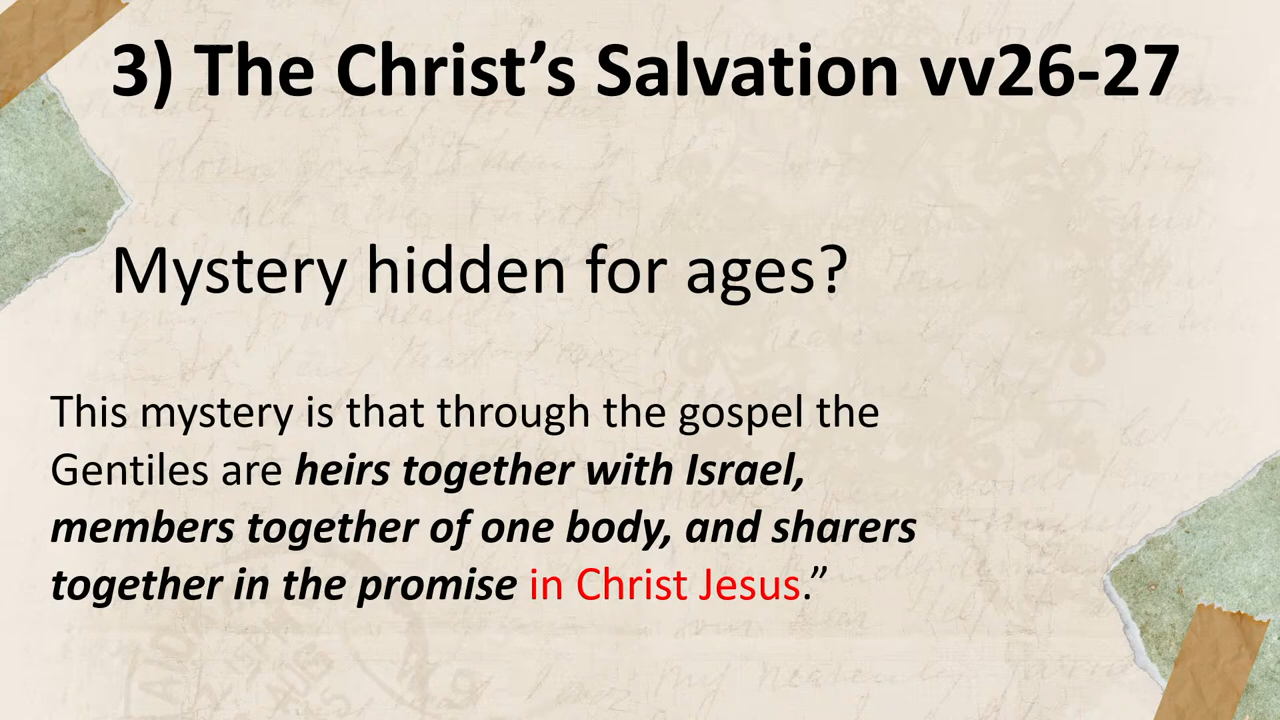 3) The Christ’s Salvation vv26-27
Mystery hidden for ages?
This mystery is that through the gospel the
Gentiles are heirs together with Israel,
members together of one body, and sharers
together in the promise in Christ Jesus.”